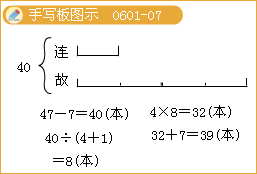 手写板图示 0601-07
40
连
故
47－7＝40(本)
40÷(4＋1)
＝8(本)
4×8＝32(本)
32＋7＝39(本)